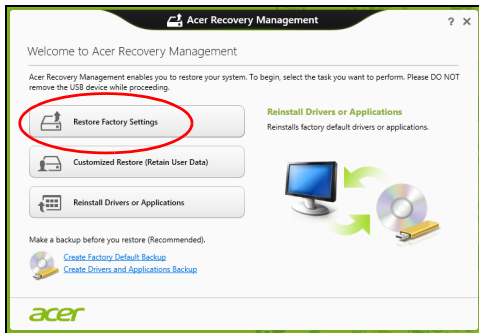 Acer Recovery Management
? ×
Welcome to Acer Recovery Management
Acer Recovery Management enables you to restore your system. To begin, select the task you want to perform. Please DO NOT
remove the USB device while proceeding.
Restore Factory Settings
Customized Restore (Retain User Data)
Reinstall Drivers or Applications
Reinstall Drivers or Applications
Reinstalls factory default drivers or applications.
Make a backup before you restore (Recommended).
Create Factory Default Backup
Create Drivers and Applications Backup
acer